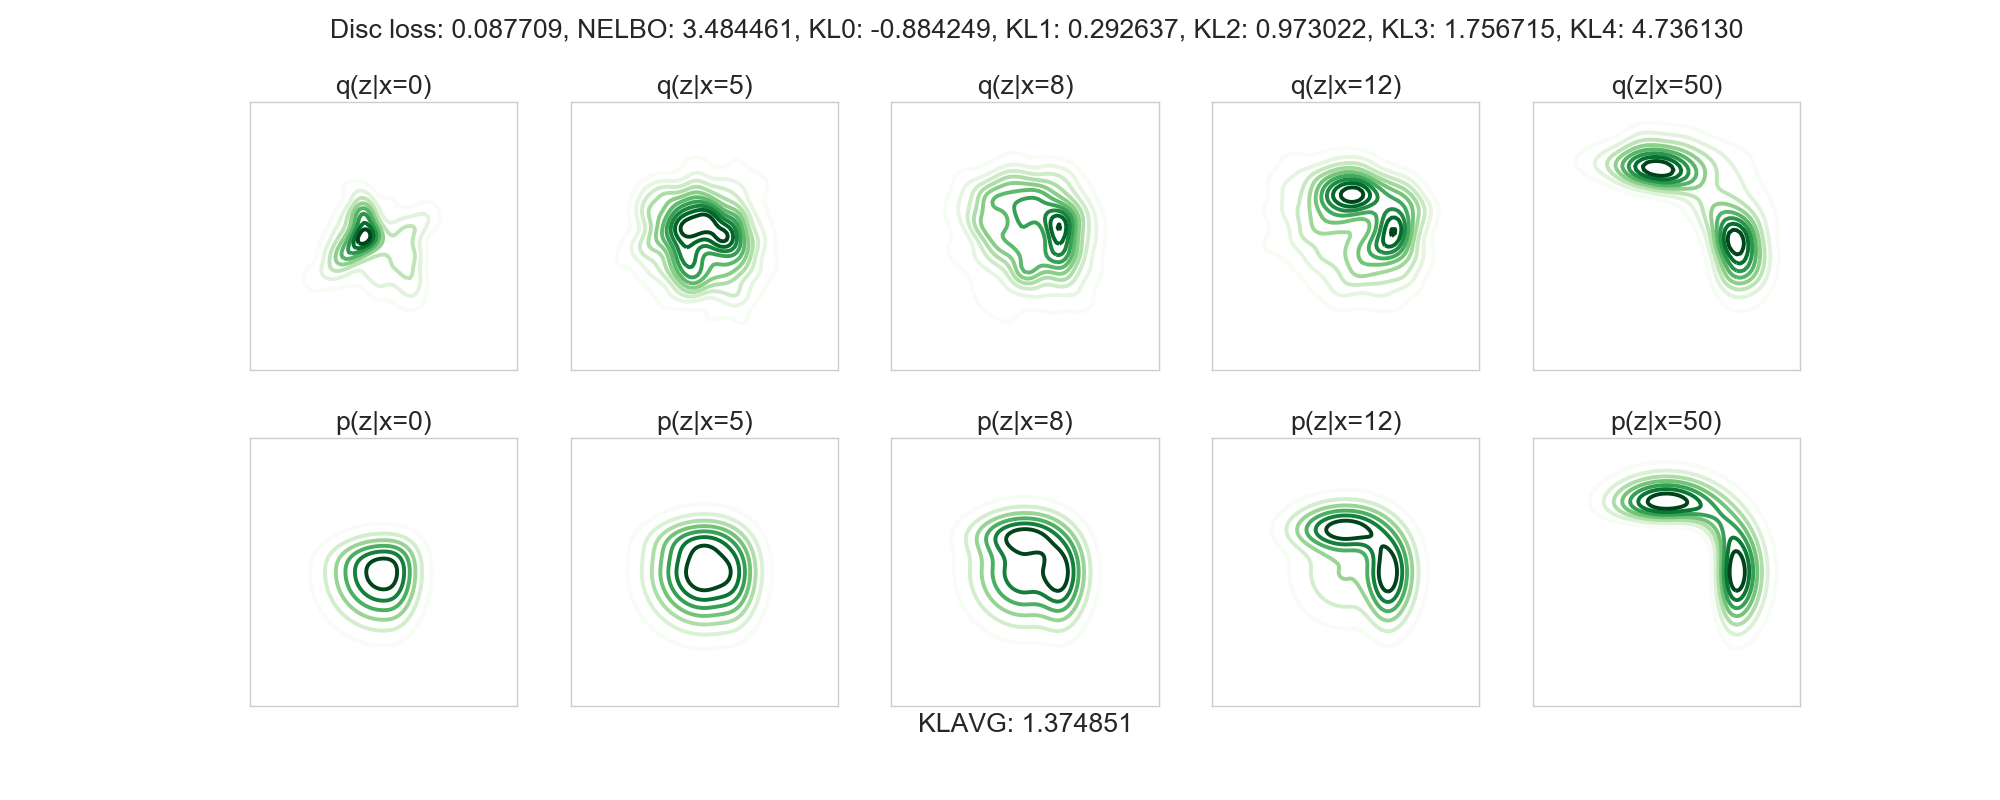 Disc loss: 0.087709, NELBO: 3.484461, KL0: -0.884249, KL1: 0.292637, KL2: 0.973022, KL3: 1.756715, KL4: 4.736130
q(z|x=0) q(z|x=5) q(z|x=8) q(z|x=12) q(z|x=50)
p(z|x=0) p(z|x=5) p(z|x=8) p(z|x=12) p(z|x=50)
KLAVG: 1.374851